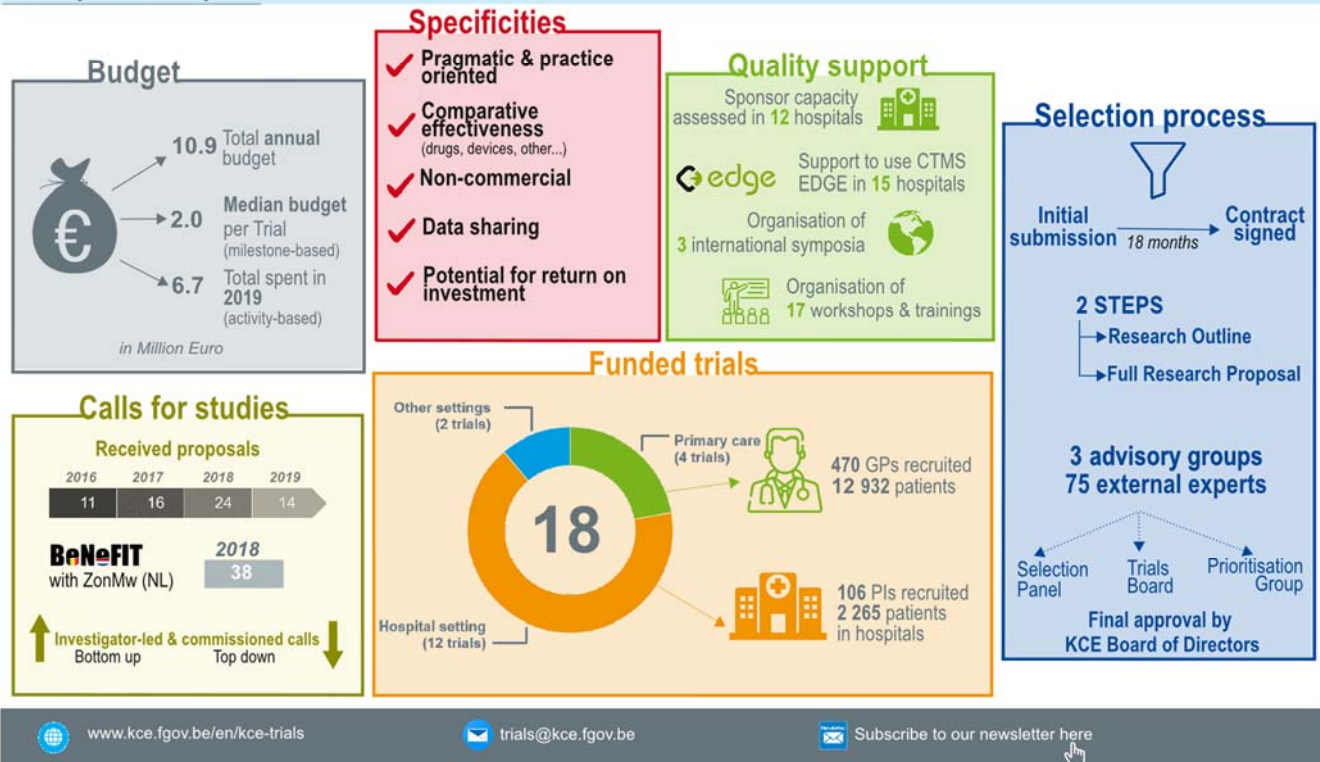 Budget
10.9 Total annual
budget
2.0 Median budget
per Trial
(milestone-based)
6.7 Total spent in
2019
(activity-based)
in Million Euro
Specificities
Pragmatic & practice
oriented
Comparative
effectiveness
(drugs, devices, other...)
Non-commercial
Data sharing
Potential for return on
investment
Quality support
Sponsor capacity
assessed in 12 hospitals
edge
Support to use CTMS
EDGE in 15 hospitals
Organisation of
3 international symposia
Organisation of
17 workshops & trainings
Selection process
Initial
submission
18 months
Contract
signed
2 STEPS
Research Outline
Full Research Proposal
3 advisory groups
75 external experts
Selection
Panel
Trials
Board
Prioritisation
Group
Final approval by
KCE Board of Directors
Calls for studies
Received proposals
2016 2017 2018 2019
11 16 24 14
BeNeFIT
with ZonMw (NL)
2018
38
Investigator-led & commissioned calls
Bottom up Top down
Funded trials
Other settings
(2 trials)
Primary care
(4 trials)
18
Hospital setting
(12 trials)
470 GPs recruited
12 932 patients
106 PIs recruited
2 265 patients
in hospitals
www.kce.fgov.be/en/kce-trials
trials@kce.fgov.be
Subscribe to our newsletter here